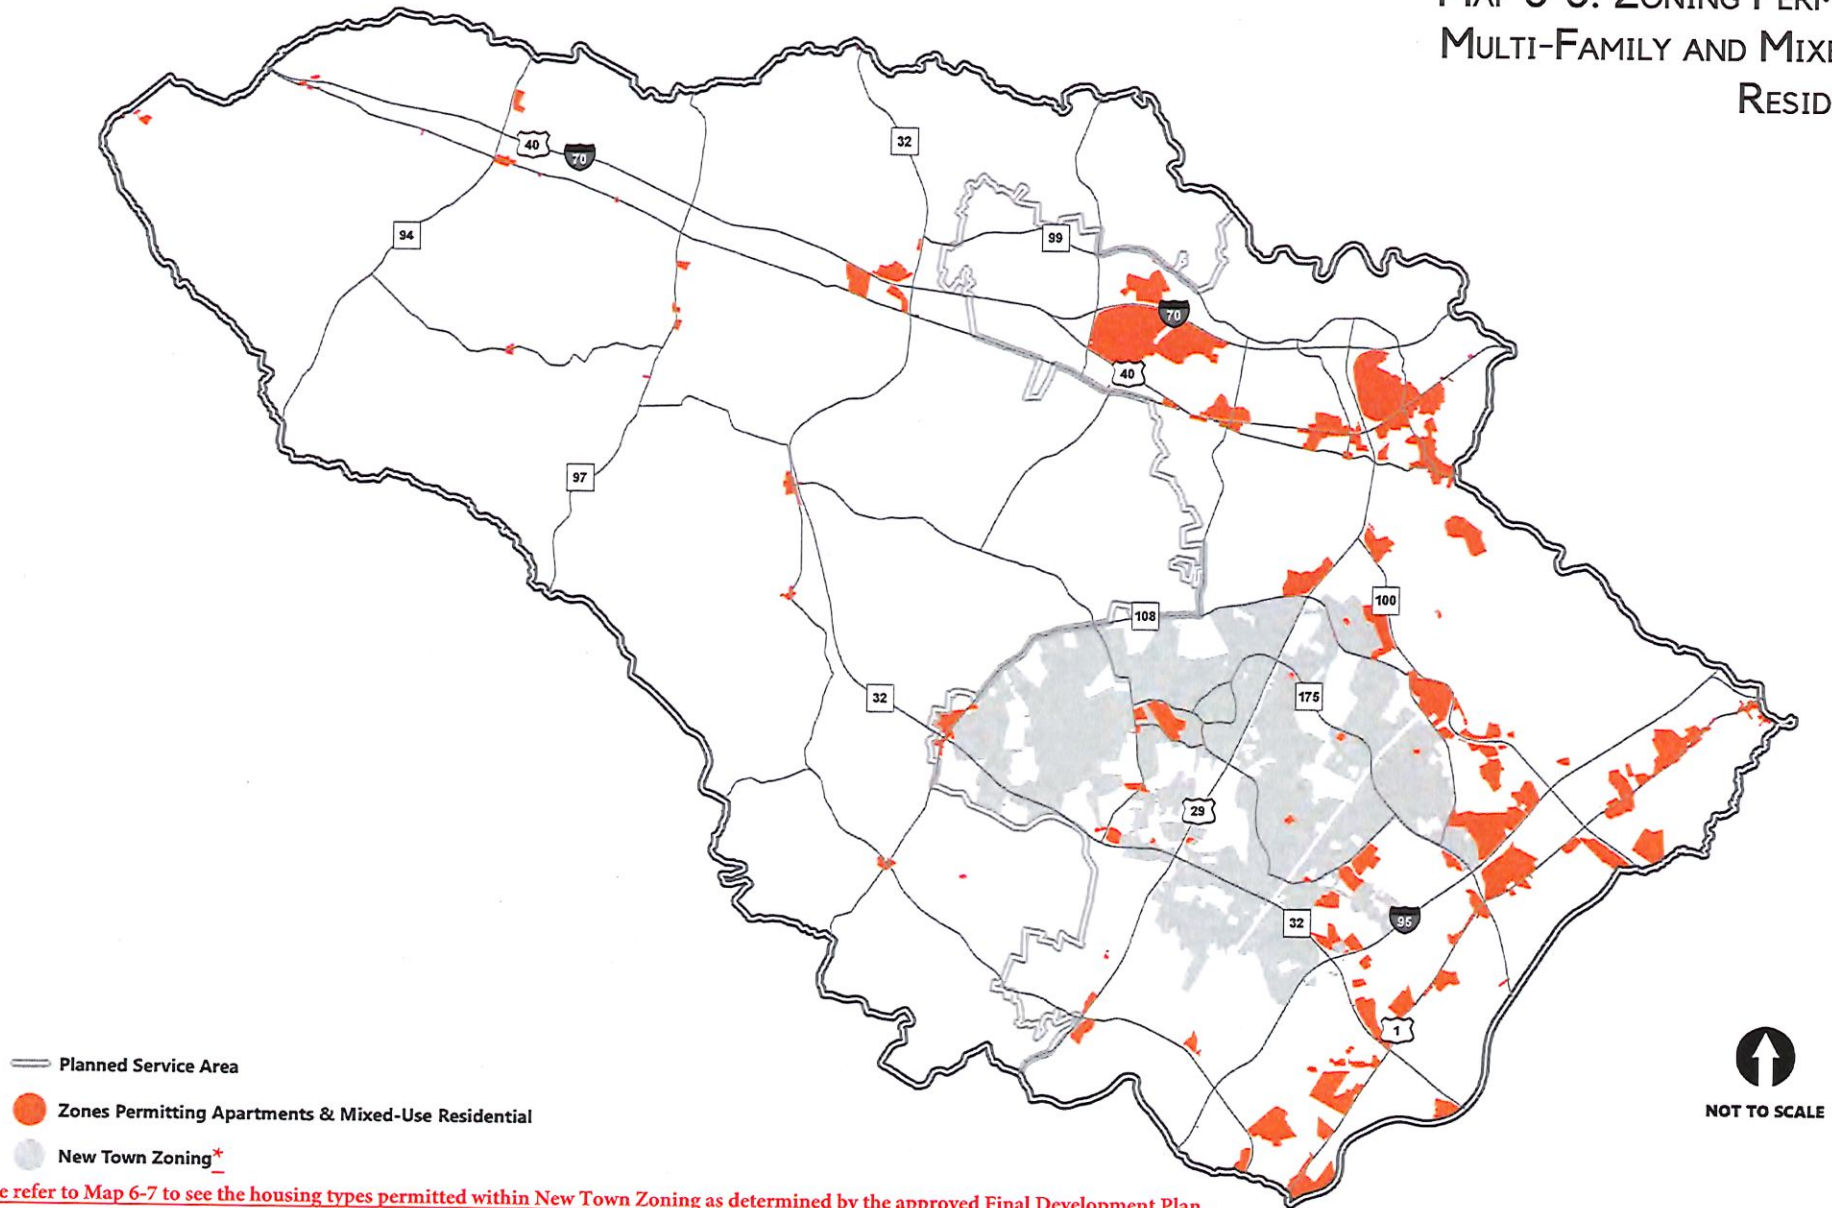 MULTI-FAMILY AND
40
70
32
94
99
70
40
97
108
100
32
175
29
32
95
1
Planned Service Area
Zones Permitting Apartments & Mixed-Use Residential
New Town Zoning*
refer to Map 6-7 to see the housing types permitted within New Town Zoning as determined by the approved Final Development Plan
NOT TO SCALE